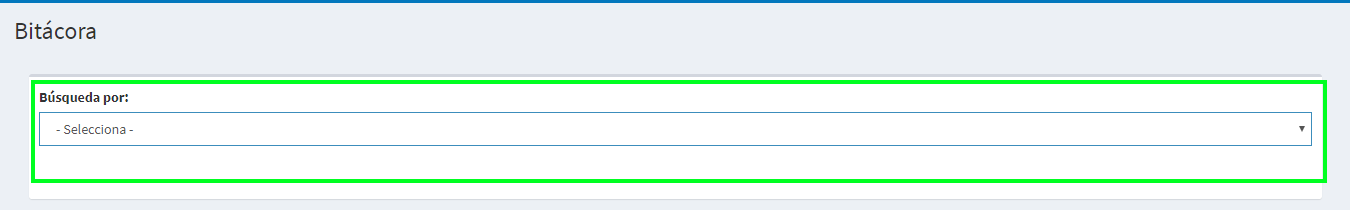 Bitácora
Búsqueda por:
- Selecciona -